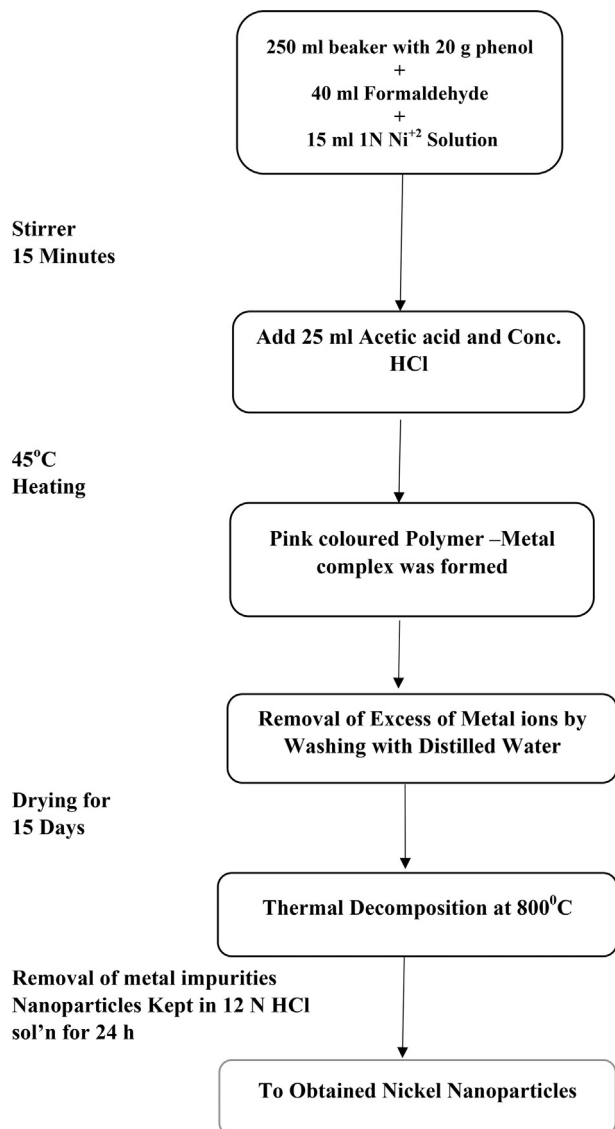 250 ml beaker with 20 g phenol
+
40 ml Formaldehyde
+
15 ml 1N Ni⁺² Solution
Stirrer
15 Minutes
Add 25 ml Acetic acid and Conc.
HCl
45°C
Heating
Pink coloured Polymer –Metal
complex was formed
Removal of Excess of Metal ions by
Washing with Distilled Water
Drying for
15 Days
Thermal Decomposition at 800⁰C
Removal of metal impurities
Nanoparticles Kept in 12 N HCl
sol’n for 24 h
To Obtained Nickel Nanoparticles